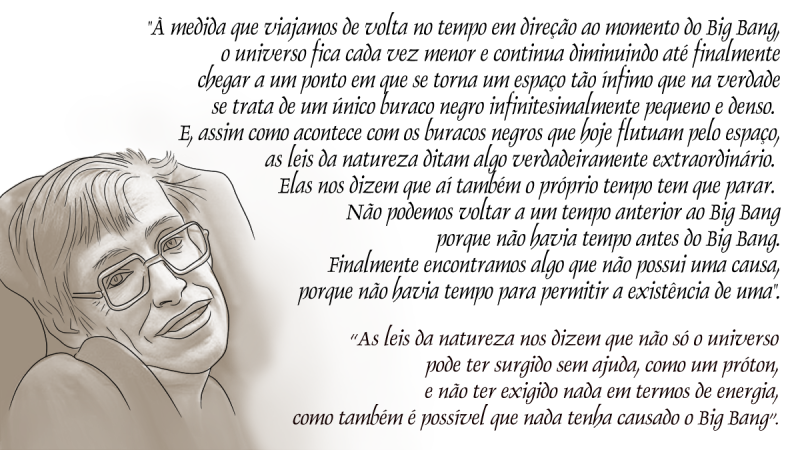 "À medida que viajamos de volta no tempo em direção ao momento do Big Bang,
o universo fica cada vez menor e continua diminuindo até finalmente
chegar a um ponto em que se torna um espaço tão ínfimo que na verdade
se trata de um único buraco negro infinitesimalmente pequeno e denso.
E, assim como acontece com os buracos negros que hoje flutuam pelo espaço,
as leis da natureza ditam algo verdadeiramente extraordinário.
Elas nos dizem que aí também o próprio tempo tem que parar.
Não podemos voltar a um tempo anterior ao Big Bang
porque não havia tempo antes do Big Bang.
Finalmente encontramos algo que não possui uma causa,
porque não havia tempo para permitir a existência de uma".
“As leis da natureza nos dizem que não só o universo
pode ter surgido sem ajuda, como um próton,
e não ter exigido nada em termos de energia,
como também é possível que nada tenha causado o Big Bang”.